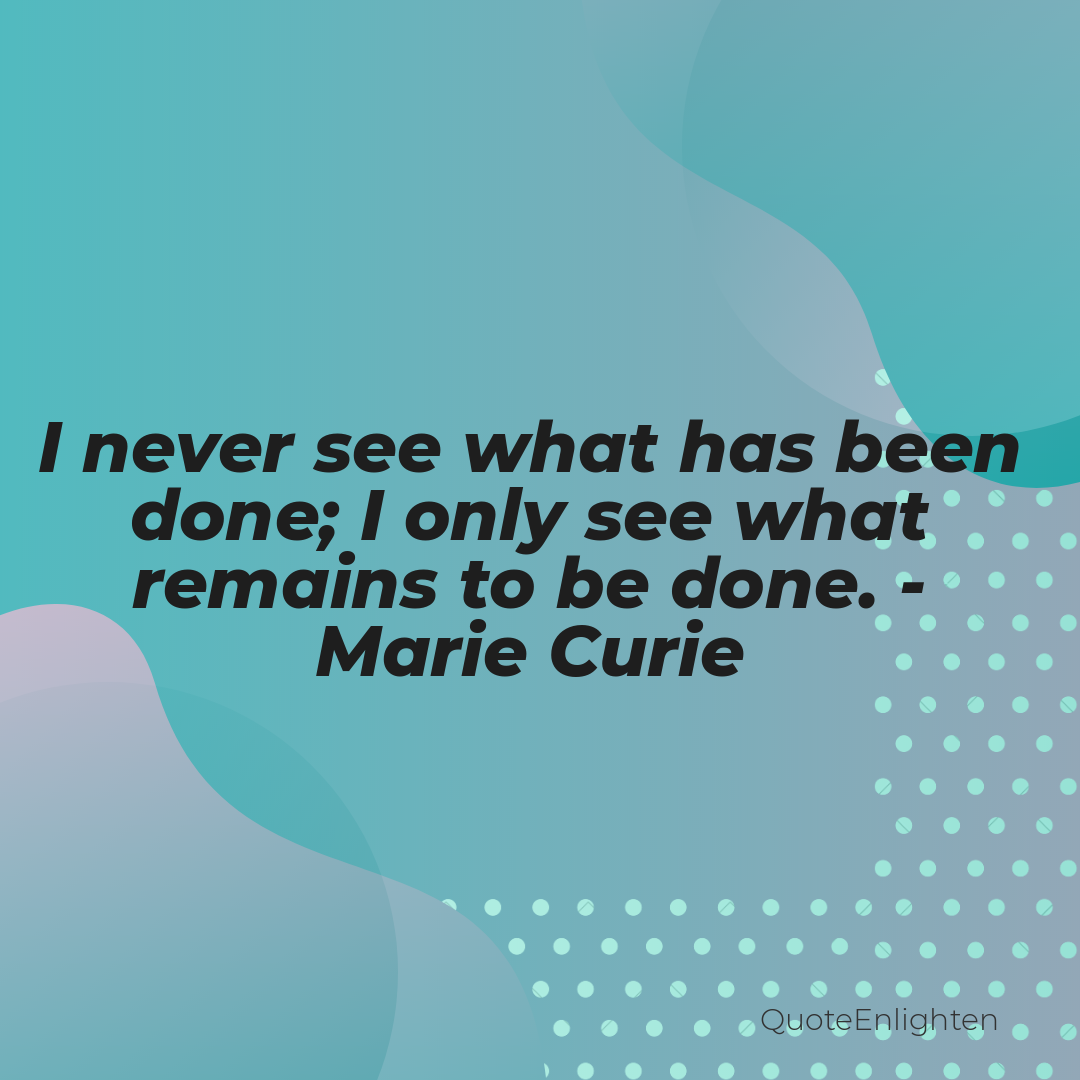 I never see what has been
done; I only see what
remains to be done. -
Marie Curie
QuoteEnlighten